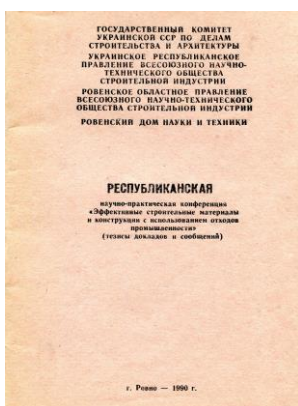 ГОСУДАРСТВЕННЫЙ КОМИТЕТ
УКРАИНСКОЙ ССР ПО ДЕЛАМ
СТРОИТЕЛЬСТВА И АРХИТЕКТУРЫ
УКРАИНСКОЕ РЕСПУБЛИКАНСКОЕ
ПРАВЛЕНИЕ ВСЕСОЮЗНОГО НАУЧНО-
ТЕХНИЧЕСКОГО ОБЩЕСТВА
СТРОИТЕЛЬНОЙ ИНДУСТРИИ
РОВЕНСКОЕ ОБЛАСТНОЕ ПРАВЛЕНИЕ
ВСЕСОЮЗНОГО НАУЧНО-ТЕХНИЧЕСКОГО
ОБЩЕСТВА СТРОИТЕЛЬНОЙ ИНДУСТРИИ
РОВЕНСКИЙ ДОМ НАУКИ И ТЕХНИКИ
РЕСПУБЛИКАНСКАЯ
научно-практическая конференция
«Эффективные строительные материалы
и конструкции с использованием отходов
промышленности»
(тезисы докладов и сообщений)
г. Ровно — 1990 г.